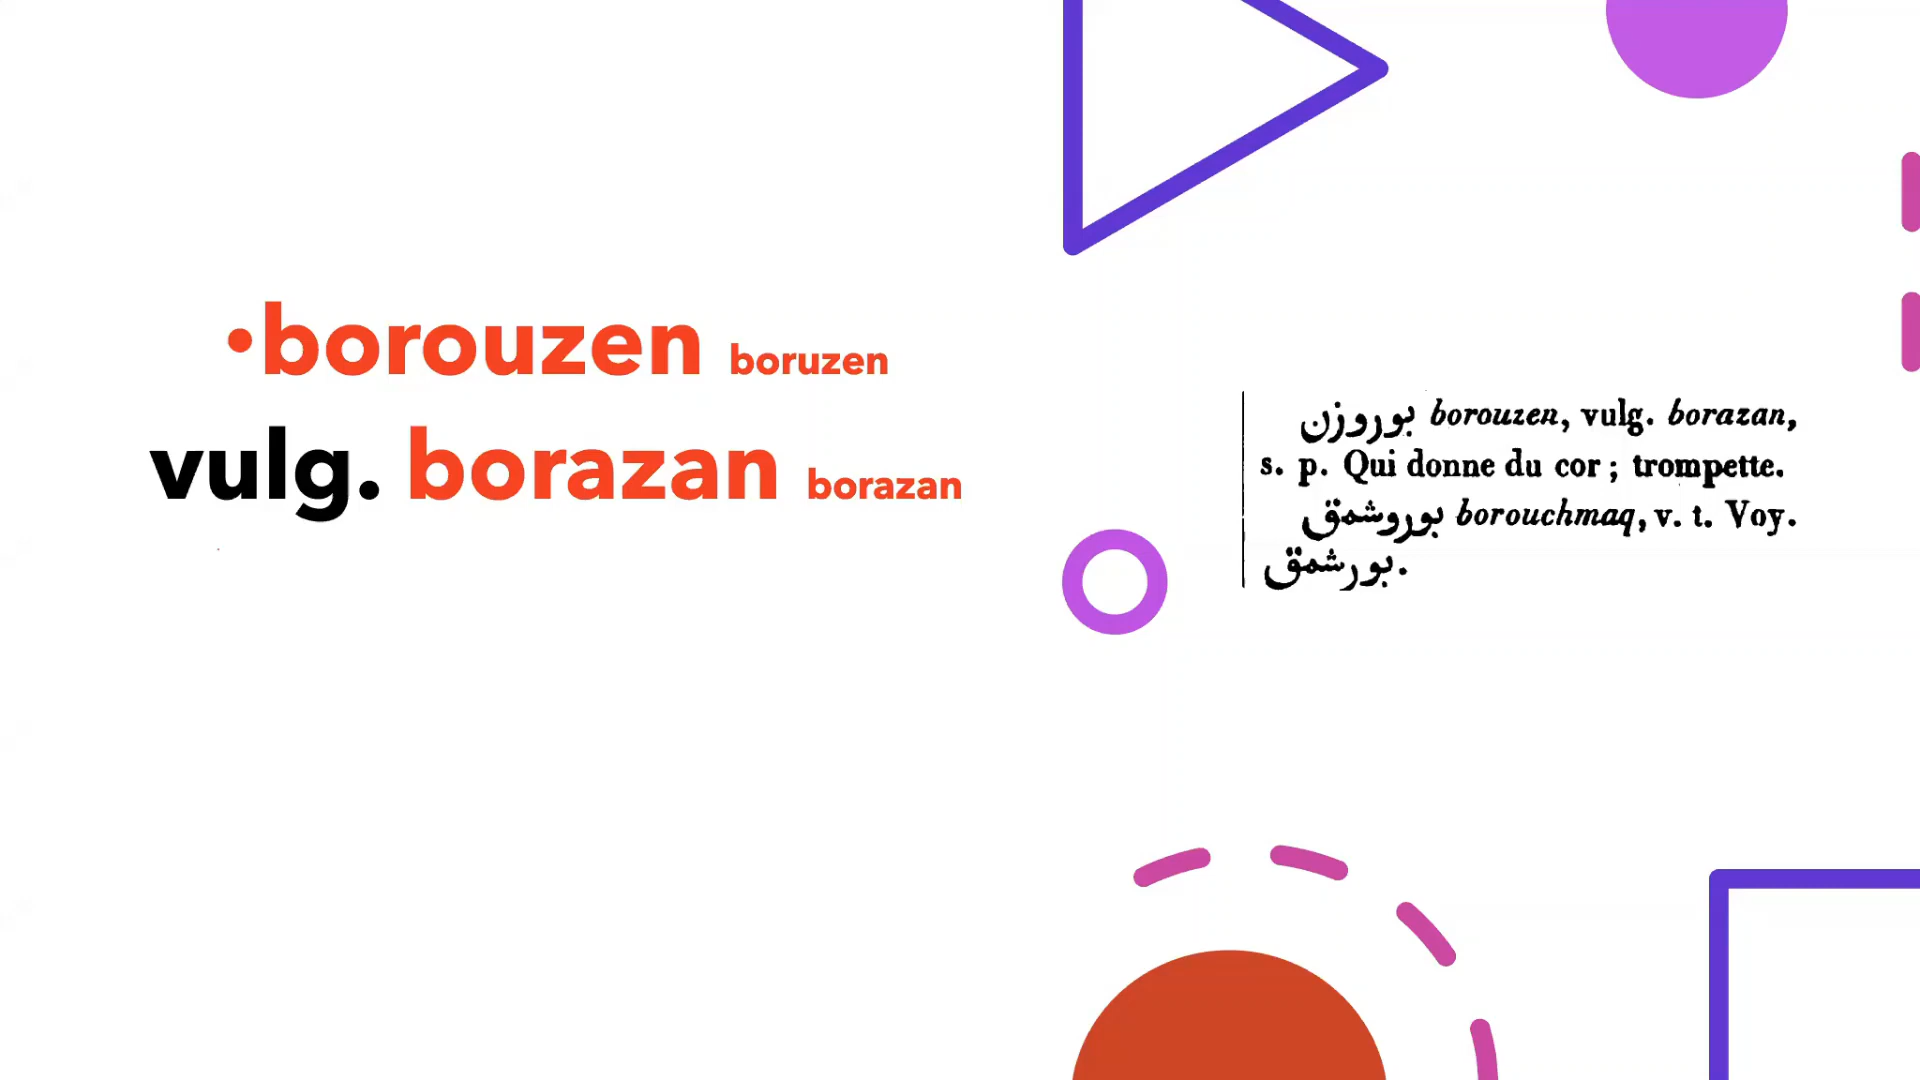 •borouzen boruzen
vulg. borazan borazan
بوروزن borouzen, vulg. borazan,
s. p. Qui donne du cor ; trompette.
بوروشمق borouchmaq, v. t. Voy.
بورشمق.